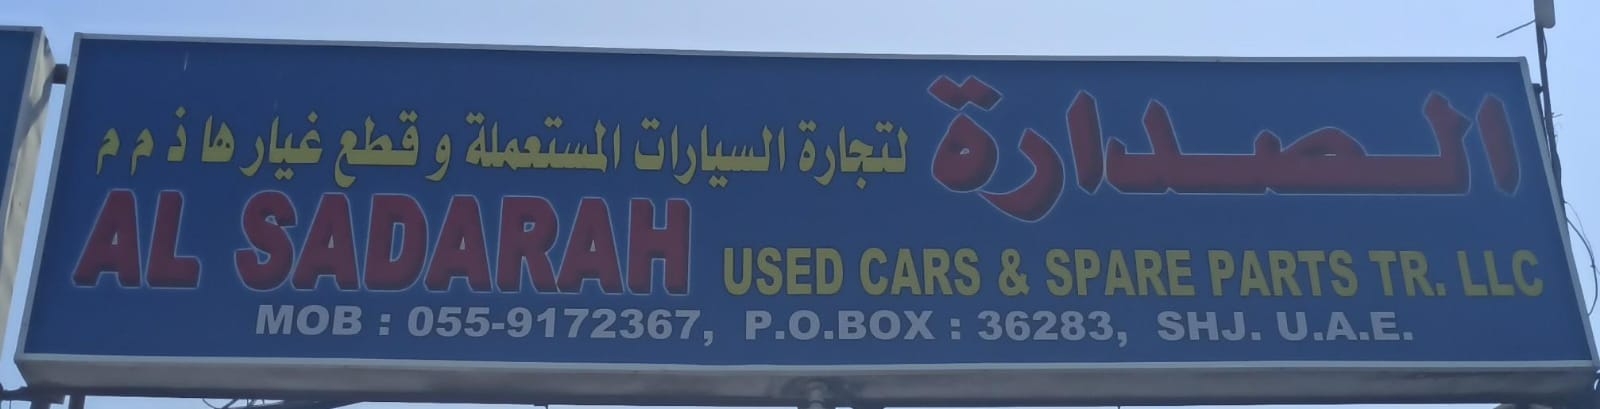 الصدارة لتجارة السيارات المستعملة و قطع غيارها ذ م م
AL SADARAH USED CARS & SPARE PARTS TR. LLC
MOB : 055-9172367, P.O.BOX : 36283, SHJ. U.A.E.